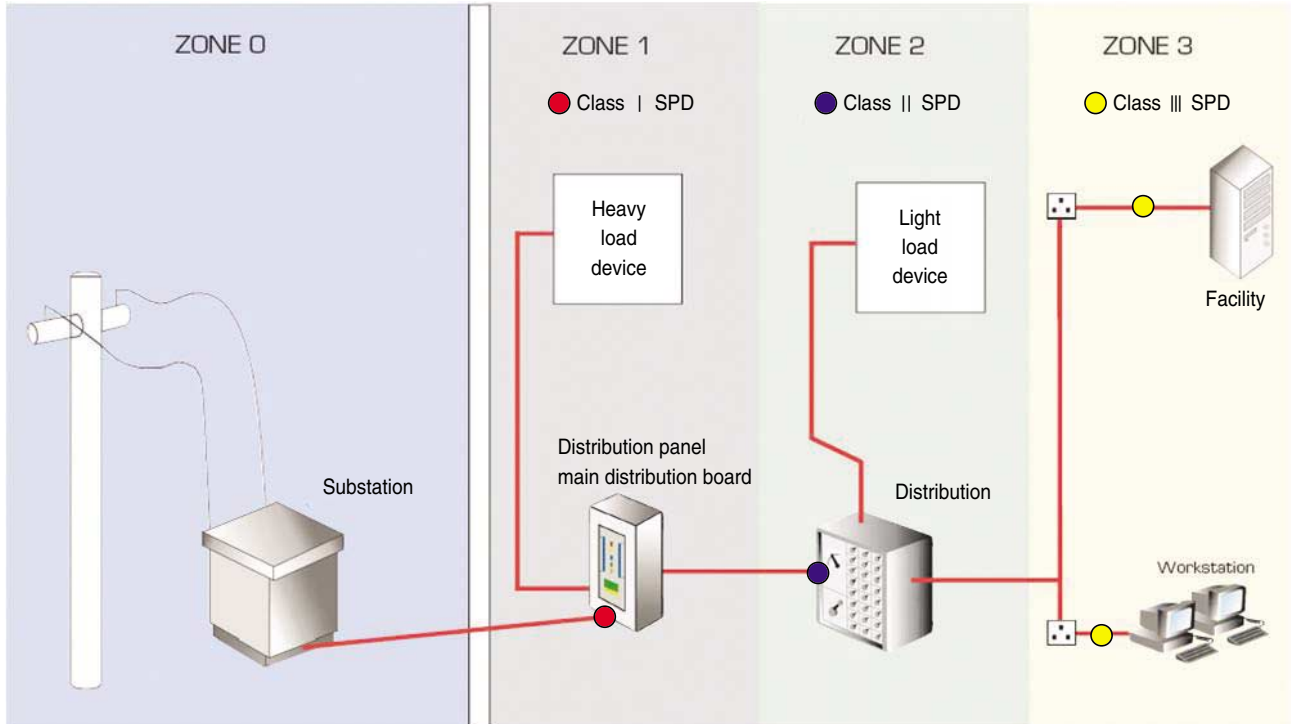 ZONE 0
ZONE 1
ZONE 2
ZONE 3
Class | SPD
Class || SPD
Class ||| SPD
Heavy
load
device
Light
load
device
Facility
Distribution panel
main distribution board
Substation
Distribution
Workstation